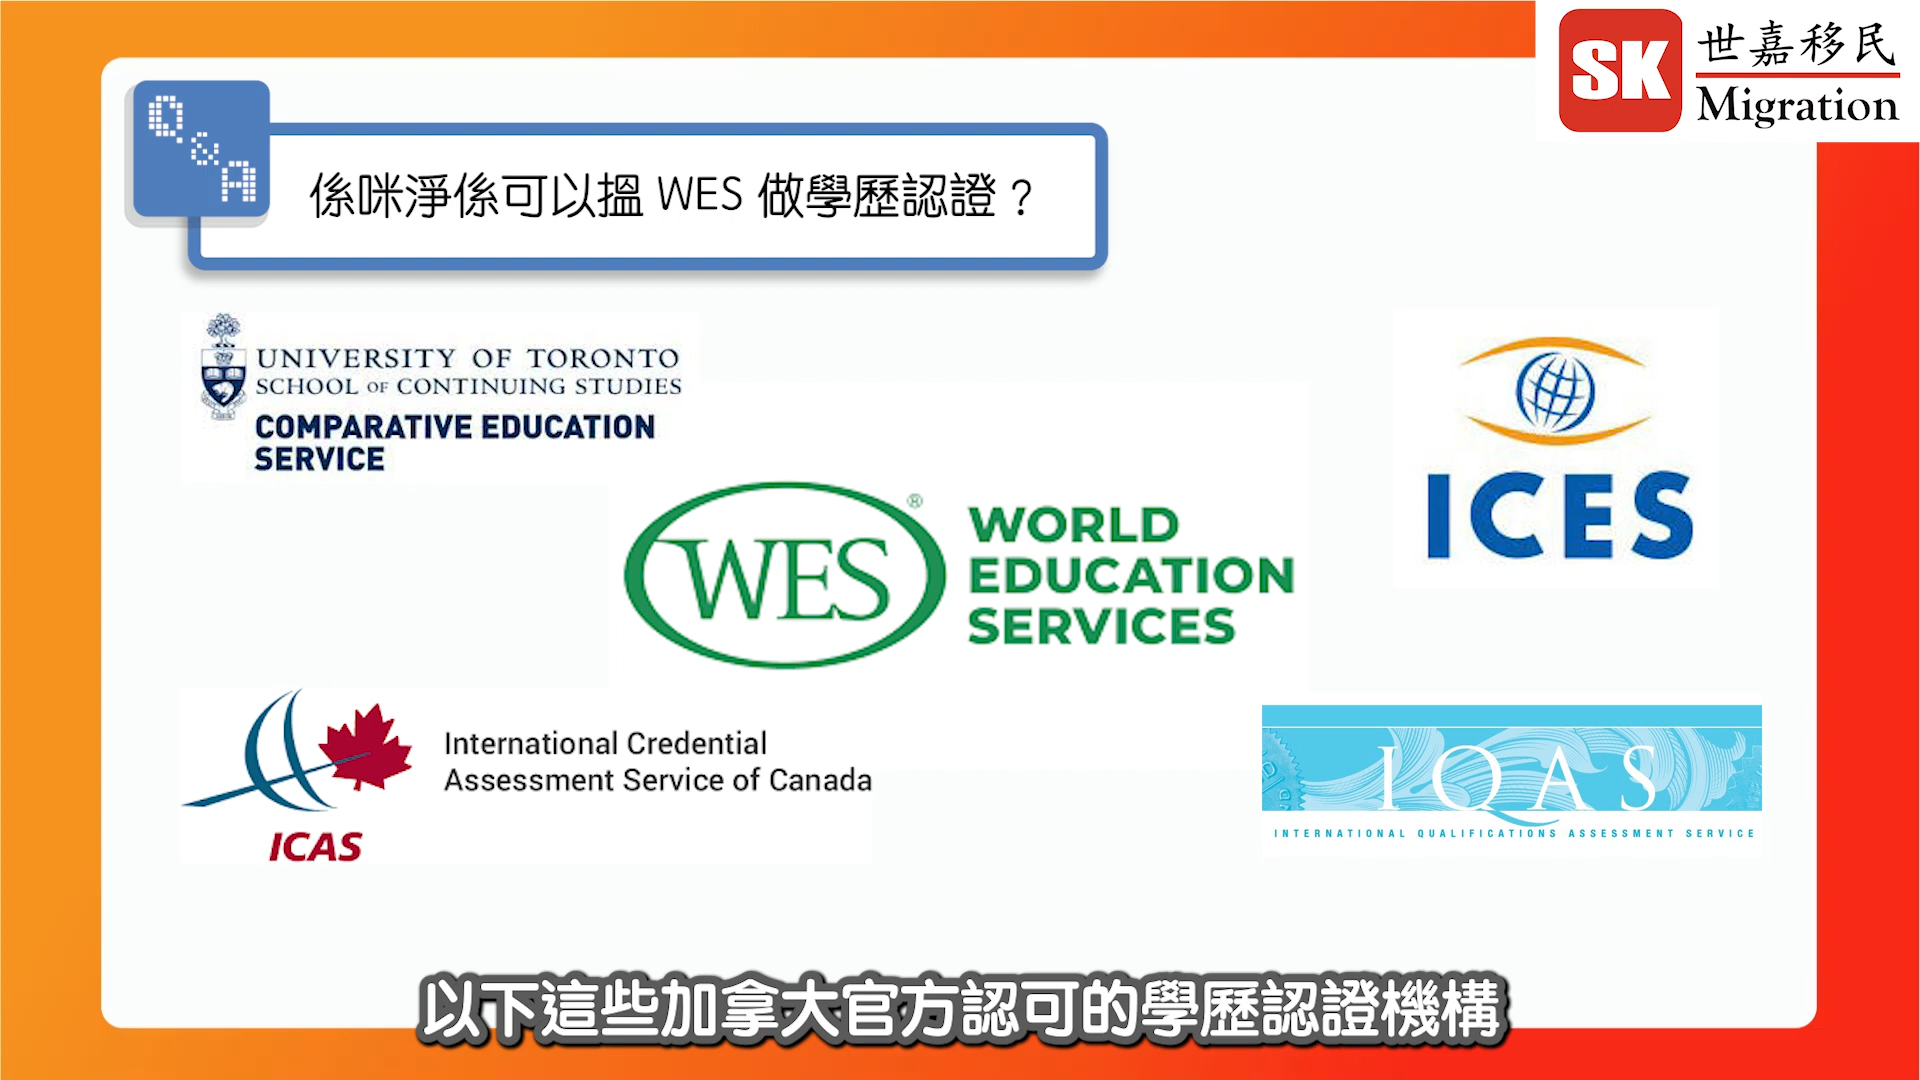 SK 世嘉移民
Migration
Q & A
係咪淨係可以搵 WES 做學歷認證?
UNIVERSITY OF TORONTO
SCHOOL OF CONTINUING STUDIES
COMPARATIVE EDUCATION
SERVICE
ICES
WES®
WORLD
EDUCATION
SERVICES
International Credential
Assessment Service of Canada
ICAS
IQAS
INTERNATIONAL QUALIFICATIONS ASSESSMENT SERVICE
以下這些加拿大官方認可的學歷認證機構